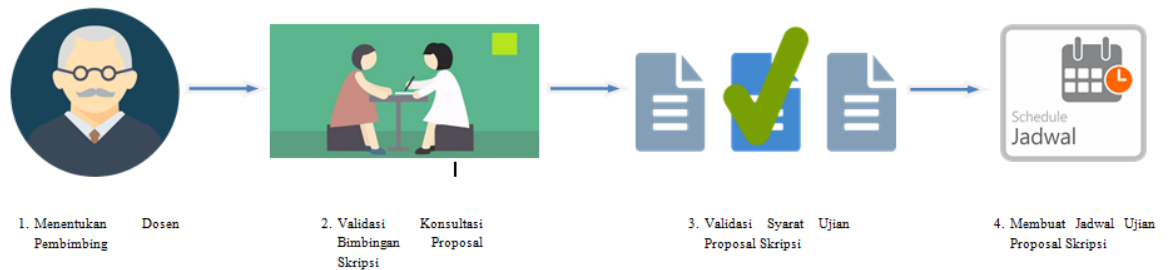 Schedule
Jadwal
1. Menentukan Dosen
Pembimbing
2. Validasi Konsultasi
Bimbingan Proposal
Skripsi
3. Validasi Syarat Ujian
Proposal Skripsi
4. Membuat Jadwal Ujian
Proposal Skripsi